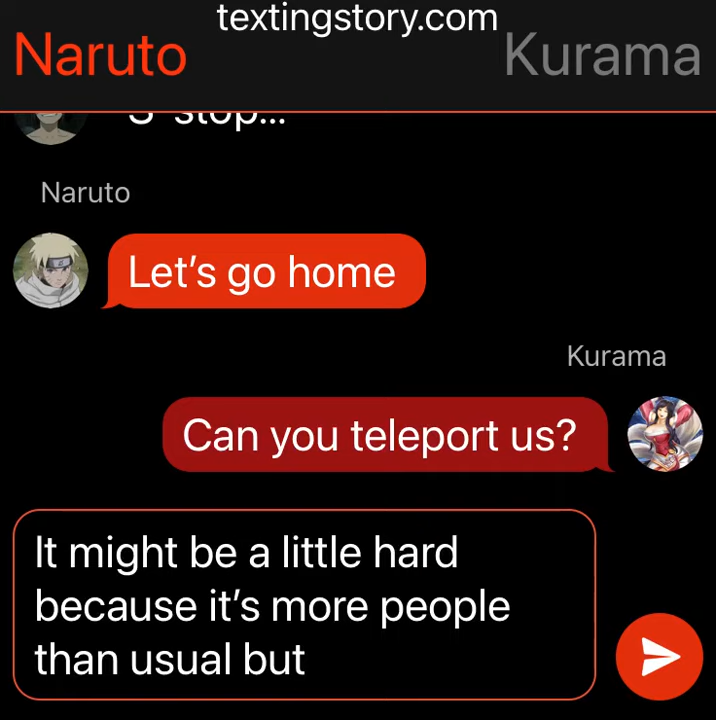 textingstory.com
Naruto
Kurama
stop...
Naruto
Let’s go home
Kurama
Can you teleport us?
It might be a little hard
because it’s more people
than usual but